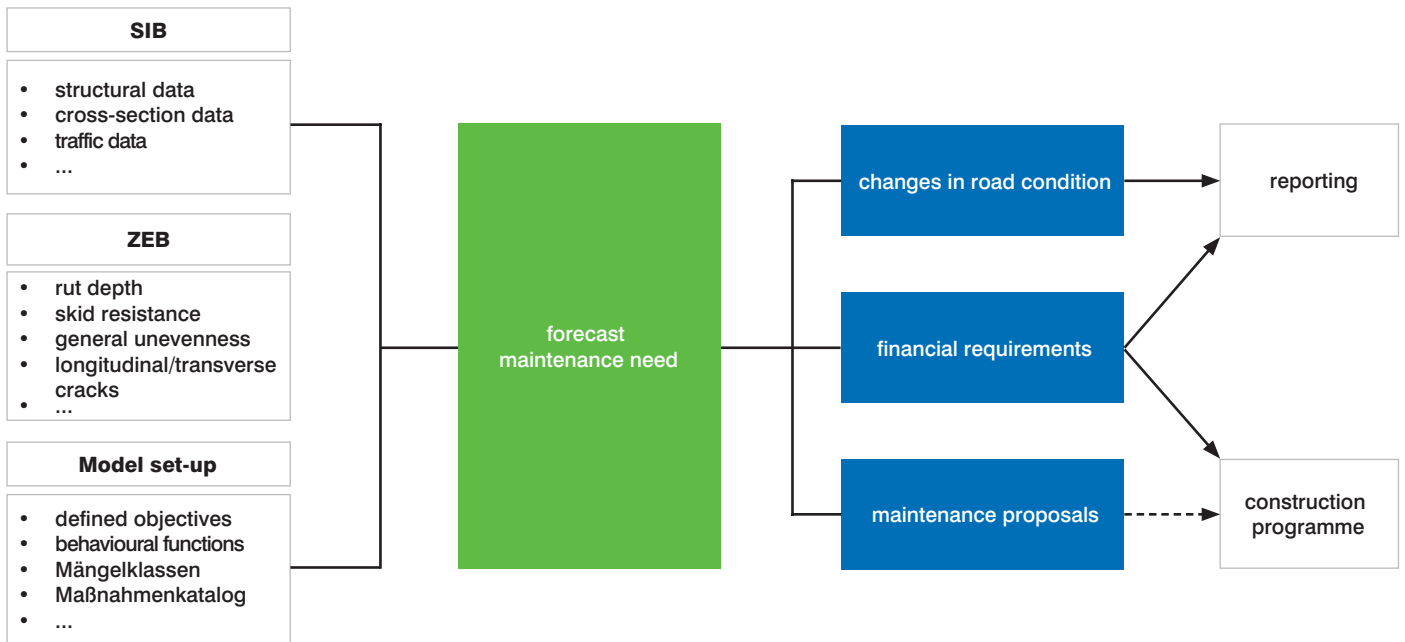 SIB
• structural data
• cross-section data
• traffic data
• ...
ZEB
• rut depth
• skid resistance
• general unevenness
• longitudinal/transverse
cracks
• ...
Model set-up
• defined objectives
• behavioural functions
• Mängelklassen
• Maßnahmenkatalog
• ...
forecast
maintenance need
changes in road condition
financial requirements
maintenance proposals
reporting
construction
programme